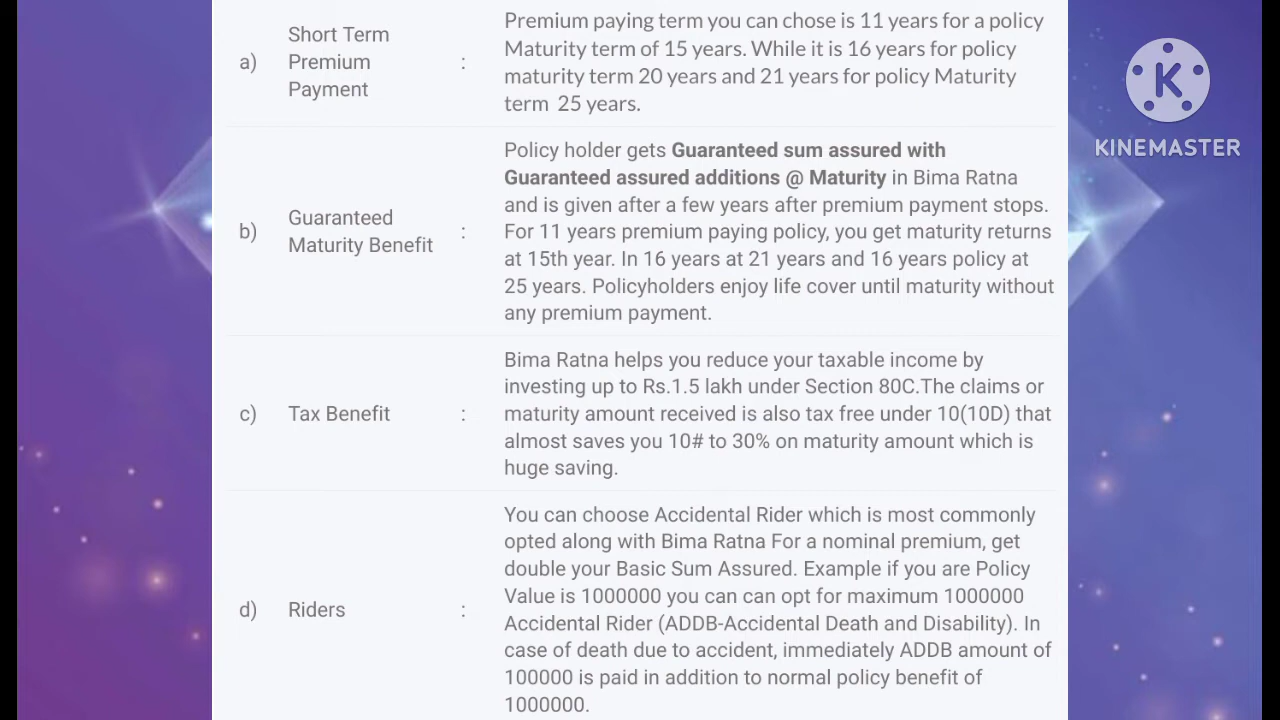 a) Short Term Premium Payment : Premium paying term you can chose is 11 years for a policy
Maturity term of 15 years. While it is 16 years for policy
maturity term 20 years and 21 years for policy Maturity
term 25 years.
b) Guaranteed Maturity Benefit : Policy holder gets Guaranteed sum assured with
Guaranteed assured additions @ Maturity in Bima Ratna
and is given after a few years after premium payment stops.
For 11 years premium paying policy, you get maturity returns
at 15th year. In 16 years at 21 years and 16 years policy at
25 years. Policyholders enjoy life cover until maturity without
any premium payment.
c) Tax Benefit : Bima Ratna helps you reduce your taxable income by
investing up to Rs.1.5 lakh under Section 80C.The claims or
maturity amount received is also tax free under 10(10D) that
almost saves you 10# to 30% on maturity amount which is
huge saving.
d) Riders : You can choose Accidental Rider which is most commonly
opted along with Bima Ratna For a nominal premium, get
double your Basic Sum Assured. Example if you are Policy
Value is 1000000 you can can opt for maximum 1000000
Accidental Rider (ADDB-Accidental Death and Disability). In
case of death due to accident, immediately ADDB amount of
100000 is paid in addition to normal policy benefit of
1000000.
K
KINEMASTER